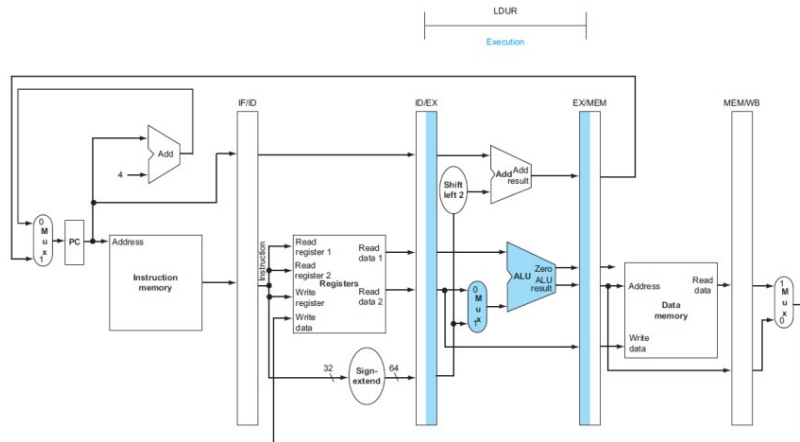 LDUR
Execution
IF/ID
ID/EX
EX/MEM
MEM/WB
Add
4
Add Add
result
Shift
left 2
0
M
u
x
1
PC
Address
Instruction
memory
Instruction
Read
register 1
Read
register 2
Write
register
Write
data
Registers
Read
data 1
Read
data 2
0
M
u
x
1
ALU
Zero
ALU
result
Address
Read
data
Data
memory
Write
data
1
M
u
x
0
32
Sign-
extend
64